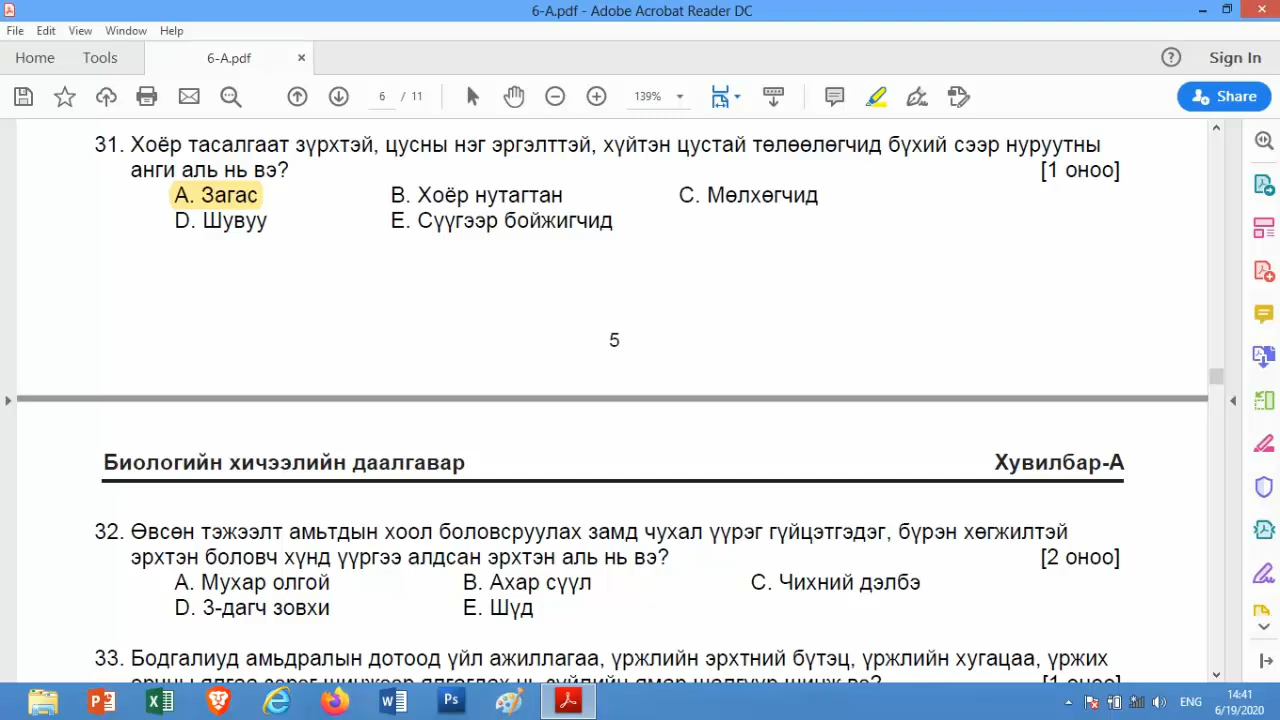 6-A.pdf - Adobe Acrobat Reader DC
File Edit View Window Help
Home Tools 6-A.pdf × Sign In
6 / 11 139% Share
31. Хоёр тасалгаат зүрхтэй, цусны нэг эргэлттэй, хүйтэн цустай төлөөлөгчид бүхий сээр нуруутны
анги аль нь вэ? [1 оноо]
A. Загас B. Хоёр нутагтан C. Мөлхөгчид
D. Шувуу E. Сүүгээр бойжигчид
5
Биологийн хичээлийн даалгавар Хувилбар-А
32. Өвсөн тэжээлт амьтдын хоол боловсруулах замд чухал үүрэг гүйцэтгэдэг, бүрэн хөгжилтэй
эрхтэн боловч хүнд үүргээ алдсан эрхтэн аль нь вэ? [2 оноо]
A. Мухар олгой B. Ахар сүүл C. Чихний дэлбэ
D. 3-дагч зовхи E. Шүд
33. Бодгалиуд амьдралын дотоод үйл ажиллагаа, үржлийн эрхтний бүтэц, үржлийн хугацаа, үржих
ENG
14:41
6/19/2020